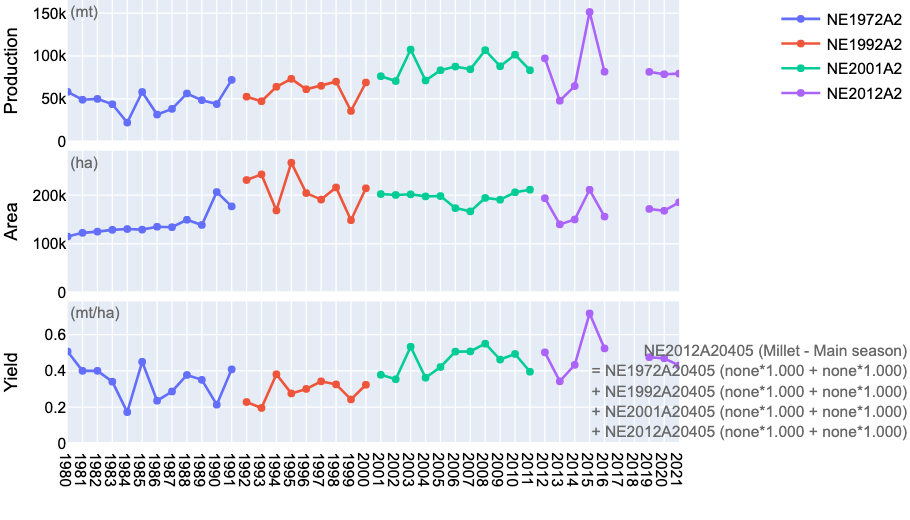 Production
(mt)
150k
100k
50k
0
NE1972A2
NE1992A2
NE2001A2
NE2012A2
Area
(ha)
200k
100k
0
Yield
(mt/ha)
0.6
0.4
0.2
0
NE2012A20405 (Millet - Main season)
= NE1972A20405 (none*1.000 + none*1.000)
+ NE1992A20405 (none*1.000 + none*1.000)
+ NE2001A20405 (none*1.000 + none*1.000)
+ NE2012A20405 (none*1.000 + none*1.000)
1980
1981
1982
1983
1984
1985
1986
1987
1988
1989
1990
1991
1992
1993
1994
1995
1996
1997
1998
1999
2000
2001
2002
2003
2004
2005
2006
2007
2008
2009
2010
2011
2012
2013
2014
2015
2016
2017
2018
2019
2020
2021